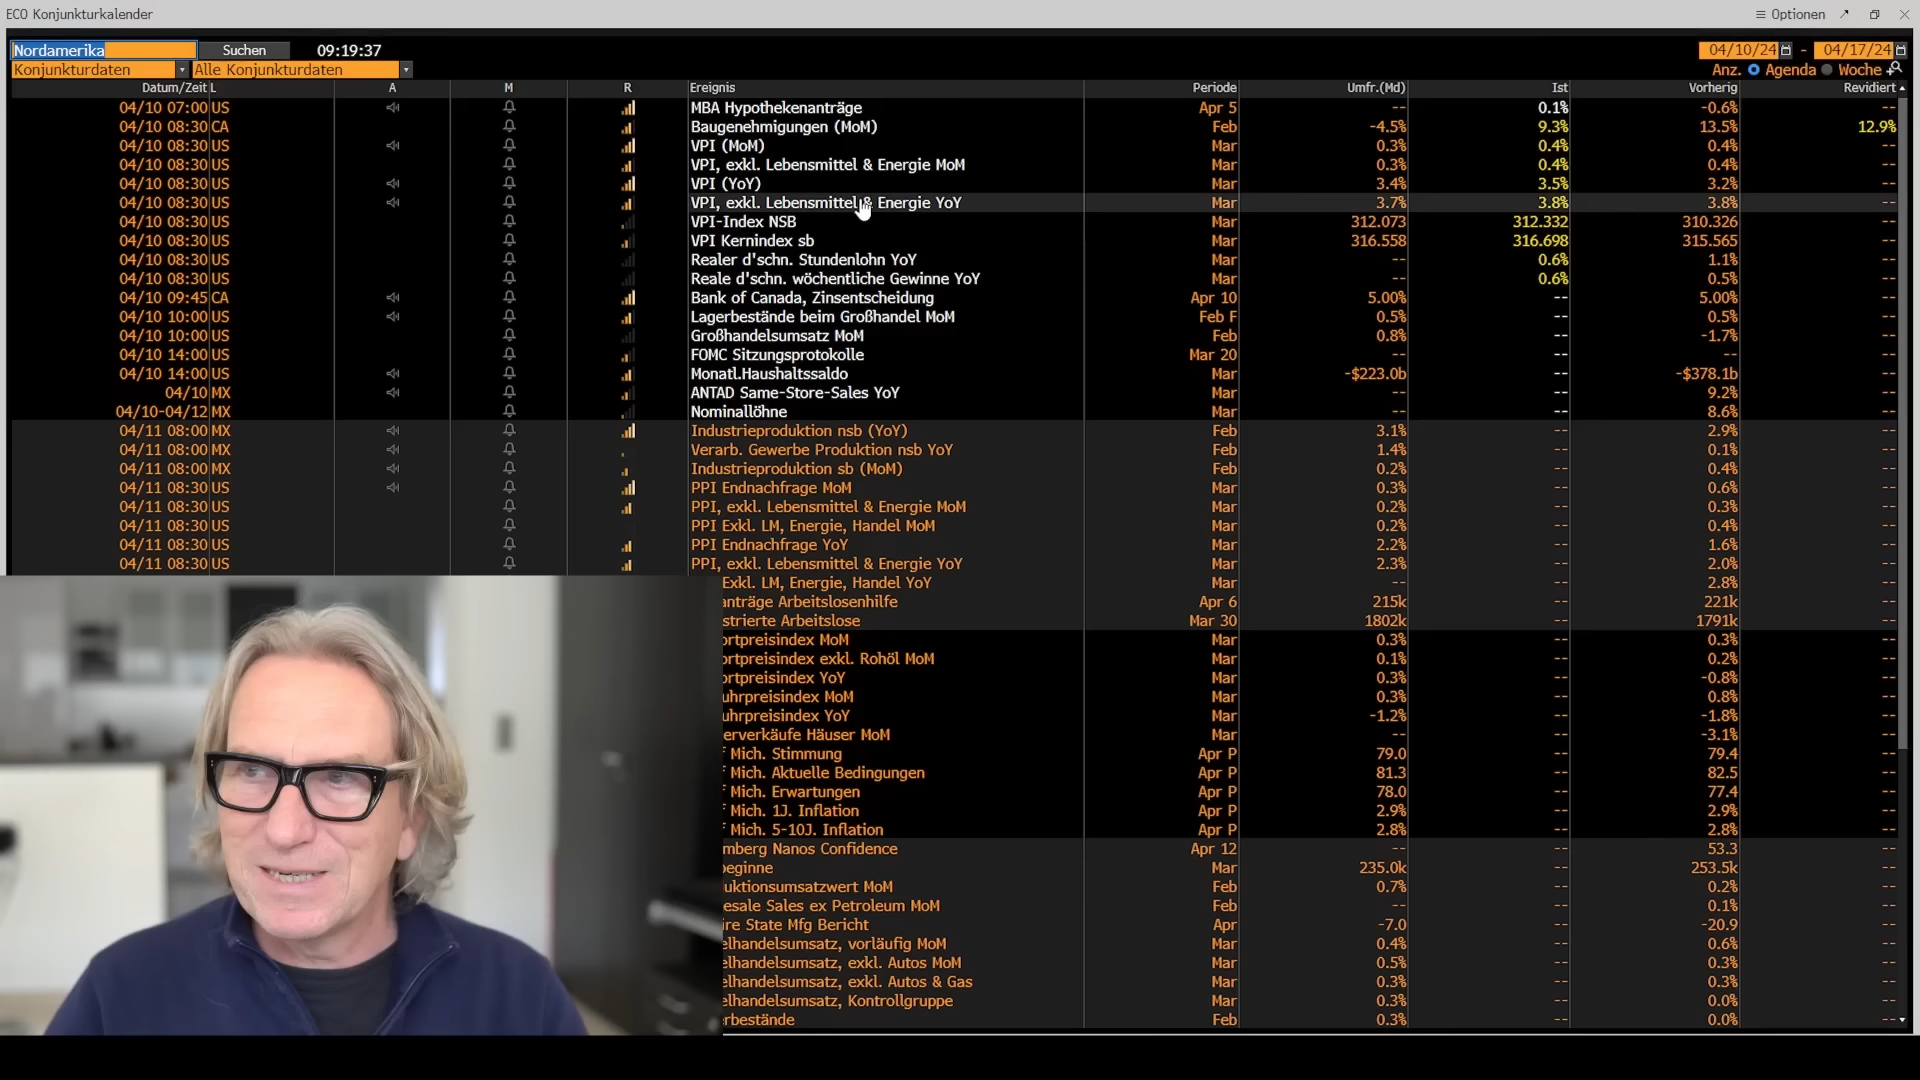 ECO Konjunkturkalender Optionen
Nordamerika Suchen 09:19:37 04/10/24 - 04/17/24
Konjunkturdaten Alle Konjunkturdaten Anz. Agenda Woche
Datum/Zeit L A M R Ereignis Periode Umfr.(Md) Ist Vorherig Revidiert
04/10 07:00 US MBA Hypothekenanträge Apr 5 -- 0.1% -0.6% --
04/10 08:30 CA Baugenehmigungen (MoM) Feb -4.5% 9.3% 13.5% 12.9%
04/10 08:30 US VPI (MoM) Mar 0.3% 0.4% 0.4% --
04/10 08:30 US VPI, exkl. Lebensmittel & Energie MoM Mar 0.3% 0.4% 0.4% --
04/10 08:30 US VPI (YoY) Mar 3.4% 3.5% 3.2% --
04/10 08:30 US VPI, exkl. Lebensmittel & Energie YoY Mar 3.7% 3.8% 3.8% --
04/10 08:30 US VPI-Index NSB Mar 312.073 312.332 310.326 --
04/10 08:30 US VPI Kernindex sb Mar 316.558 316.698 315.565 --
04/10 08:30 US Realer d'schn. Stundenlohn YoY Mar -- 0.6% 1.1% --
04/10 08:30 US Reale d'schn. wöchentliche Gewinne YoY Mar -- 0.6% 0.5% --
04/10 09:45 CA Bank of Canada, Zinsentscheidung Apr 10 5.00% -- 5.00% --
04/10 10:00 US Lagerbestände beim Großhandel MoM Feb F 0.5% -- 0.5% --
04/10 10:00 US Großhandelsumsatz MoM Feb 0.8% -- -1.7% --
04/10 14:00 US FOMC Sitzungsprotokolle Mar 20 -- -- -- --
04/10 14:00 US Monatl.Haushaltssaldo Mar -$223.0b -- -$378.1b --
04/10 MX ANTAD Same-Store-Sales YoY Mar -- -- 9.2% --
04/10-04/12 MX Nominallöhne Mar -- -- 8.6% --
04/11 08:00 MX Industrieproduktion nsb (YoY) Feb 3.1% -- 2.9% --
04/11 08:00 MX Verarb. Gewerbe Produktion nsb YoY Feb 1.4% -- 0.1% --
04/11 08:00 MX Industrieproduktion sb (MoM) Feb 0.2% -- 0.4% --
04/11 08:30 US PPI Endnachfrage MoM Mar 0.3% -- 0.6% --
04/11 08:30 US PPI, exkl. Lebensmittel & Energie MoM Mar 0.2% -- 0.3% --
04/11 08:30 US PPI Exkl. LM, Energie, Handel MoM Mar 0.2% -- 0.4% --
04/11 08:30 US PPI Endnachfrage YoY Mar 2.2% -- 1.6% --
04/11 08:30 US PPI, exkl. Lebensmittel & Energie YoY Mar 2.3% -- 2.0% --
Exkl. LM, Energie, Handel YoY Mar -- -- 2.8% --
anträge Arbeitslosenhilfe Apr 6 215k -- 221k --
strierte Arbeitslose Mar 30 1802k -- 1791k --
ortpreisindex MoM Mar 0.3% -- 0.3% --
ortpreisindex exkl. Rohöl MoM Mar 0.1% -- 0.2% --
ortpreisindex YoY Mar 0.3% -- -0.8% --
uhrpreisindex MoM Mar 0.3% -- 0.8% --
uhrpreisindex YoY Mar -1.2% -- -1.8% --
erverkäufe Häuser MoM Mar -- -- -3.1% --
f Mich. Stimmung Apr P 79.0 -- 79.4 --
f Mich. Aktuelle Bedingungen Apr P 81.3 -- 82.5 --
f Mich. Erwartungen Apr P 78.0 -- 77.4 --
f Mich. 1J. Inflation Apr P 2.9% -- 2.9% --
f Mich. 5-10J. Inflation Apr P 2.8% -- 2.8% --
mberg Nanos Confidence Apr 12 -- -- 53.3 --
beginne Mar 235.0k -- 253.5k --
uktionsumsatzwert MoM Feb 0.7% -- 0.2% --
esale Sales ex Petroleum MoM Feb -- -- 0.1% --
ire State Mfg Bericht Apr -7.0 -- -20.9 --
elhandelsumsatz, vorläufig MoM Mar 0.4% -- 0.6% --
elhandelsumsatz, exkl. Autos MoM Mar 0.5% -- 0.3% --
elhandelsumsatz, exkl. Autos & Gas Mar 0.3% -- 0.3% --
elhandelsumsatz, Kontrollgruppe Mar 0.3% -- 0.0% --
rbestände Feb 0.3% -- 0.0% --